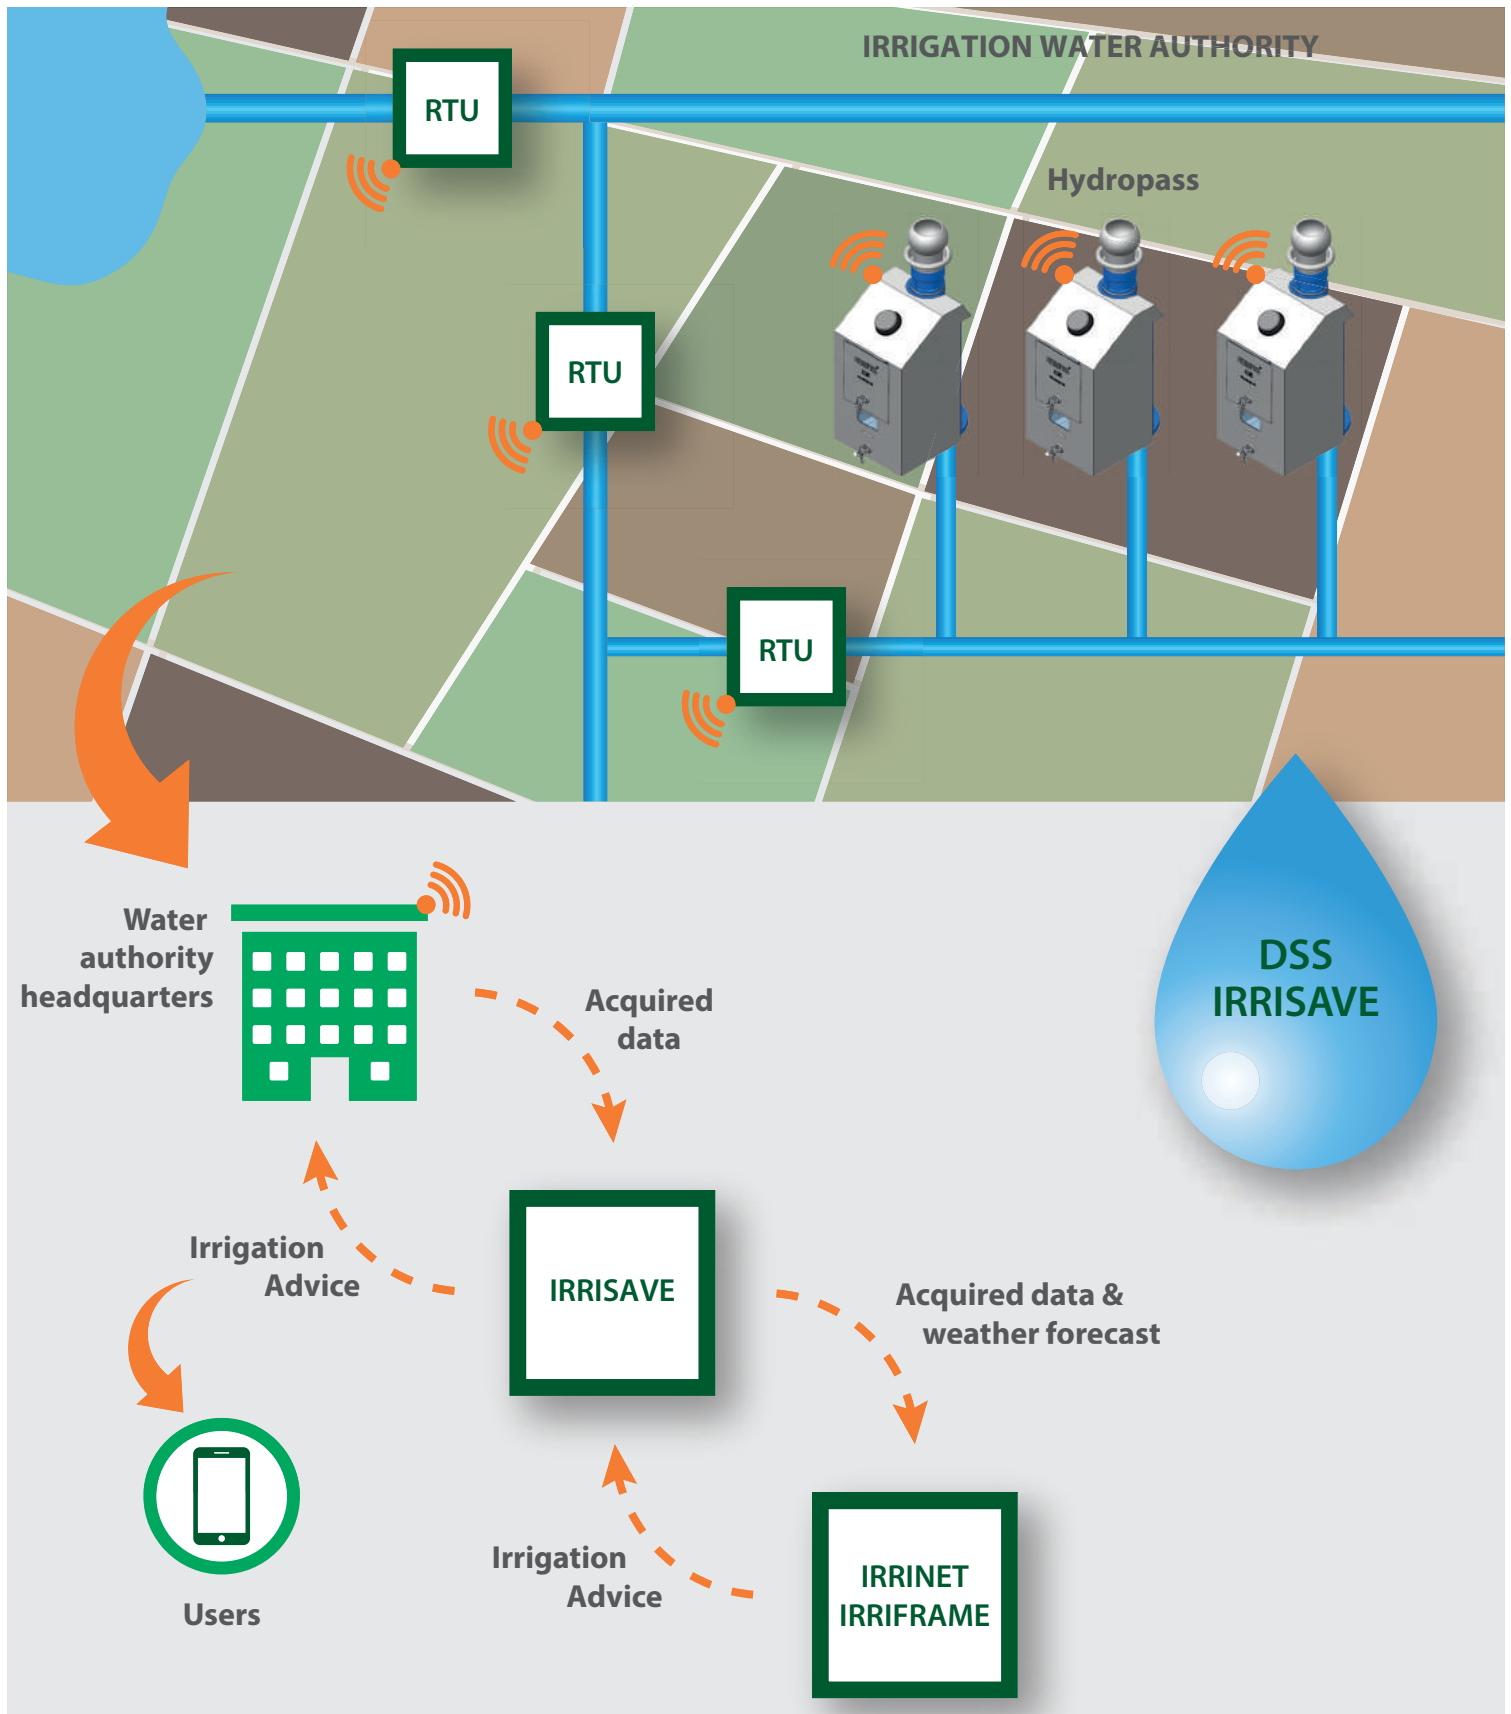 IRRIGATION WATER AUTHORITY
RTU
Hydropass
RTU
RTU
Water
authority
headquarters
Acquired
data
DSS
IRRISAVE
Irrigation
Advice
IRRISAVE
Acquired data &
weather forecast
Users
Irrigation
Advice
IRRINET
IRRIFRAME